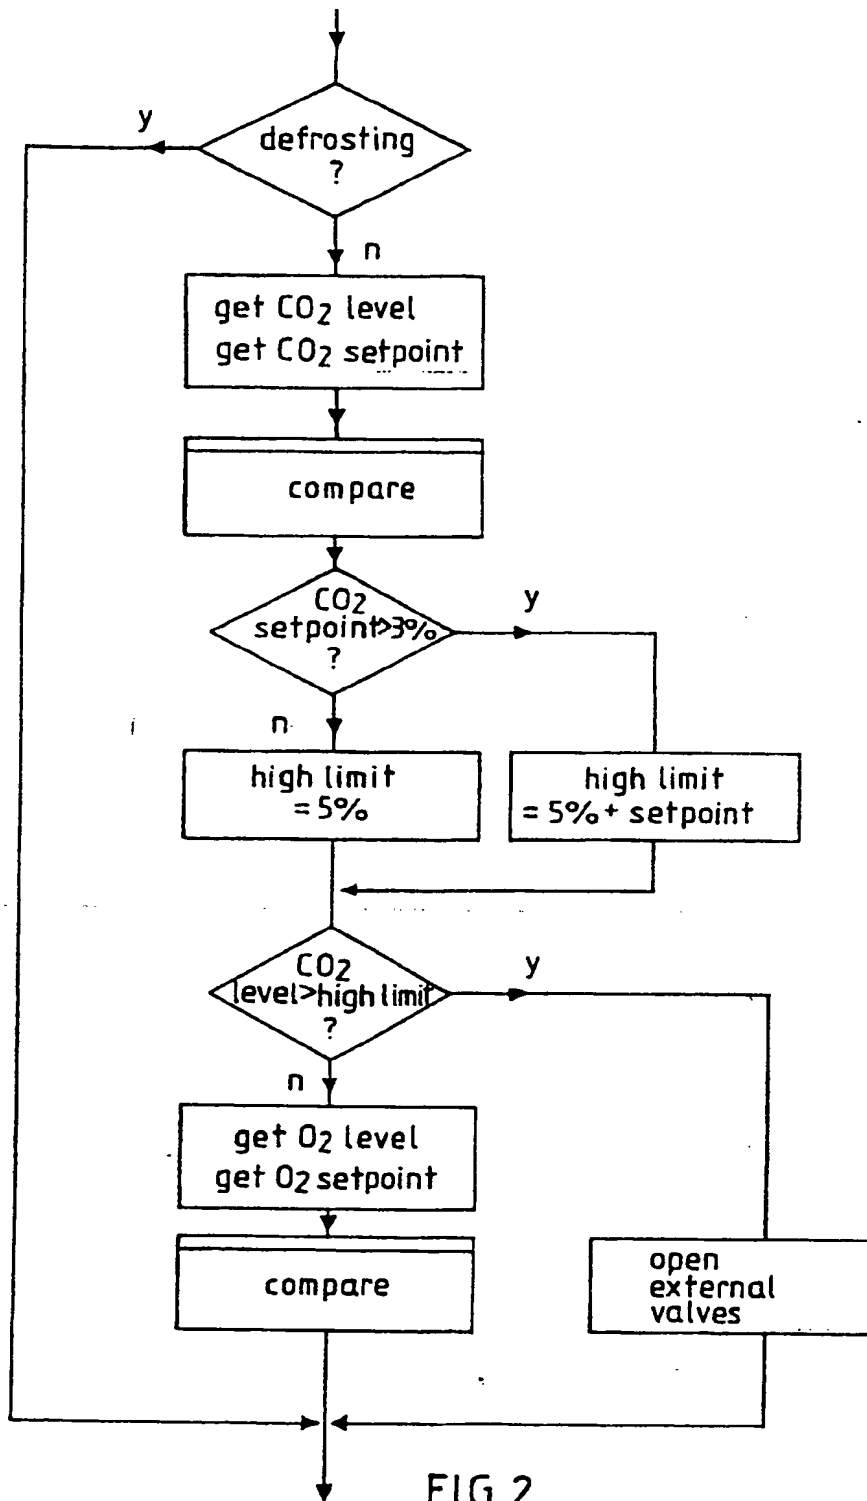 y
defrosting
?
n
get CO2 level
get CO2 setpoint
compare
CO2
setpoint>3%
?
y
n
high limit
= 5%
high limit
= 5% + setpoint
CO2
level>high limit
?
y
n
get O2 level
get O2 setpoint
compare
open
external
valves
FIG 2